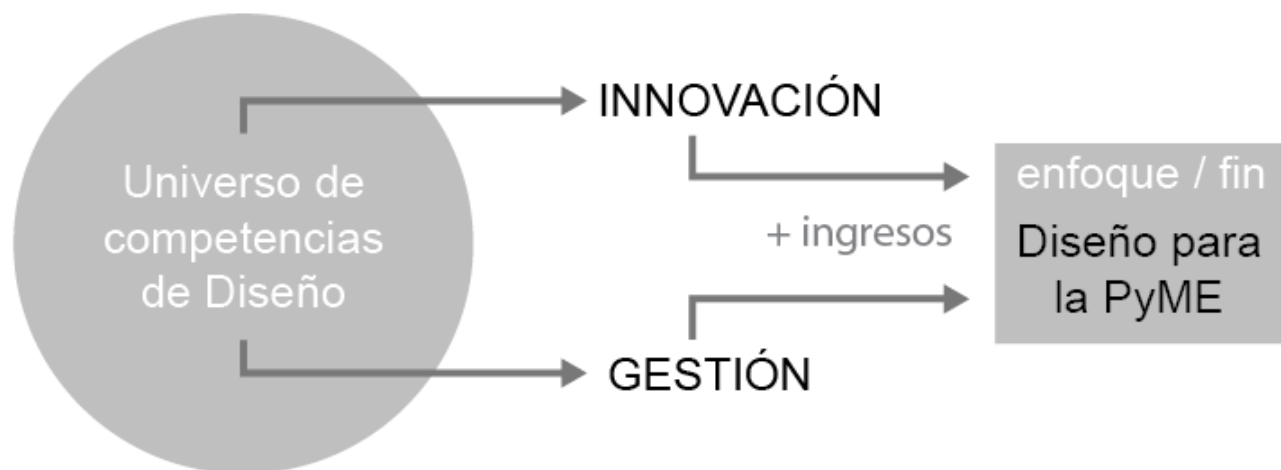 Universo de
competencias
de Diseño
INNOVACIÓN
+ ingresos
GESTIÓN
enfoque / fin
Diseño para
la PyME